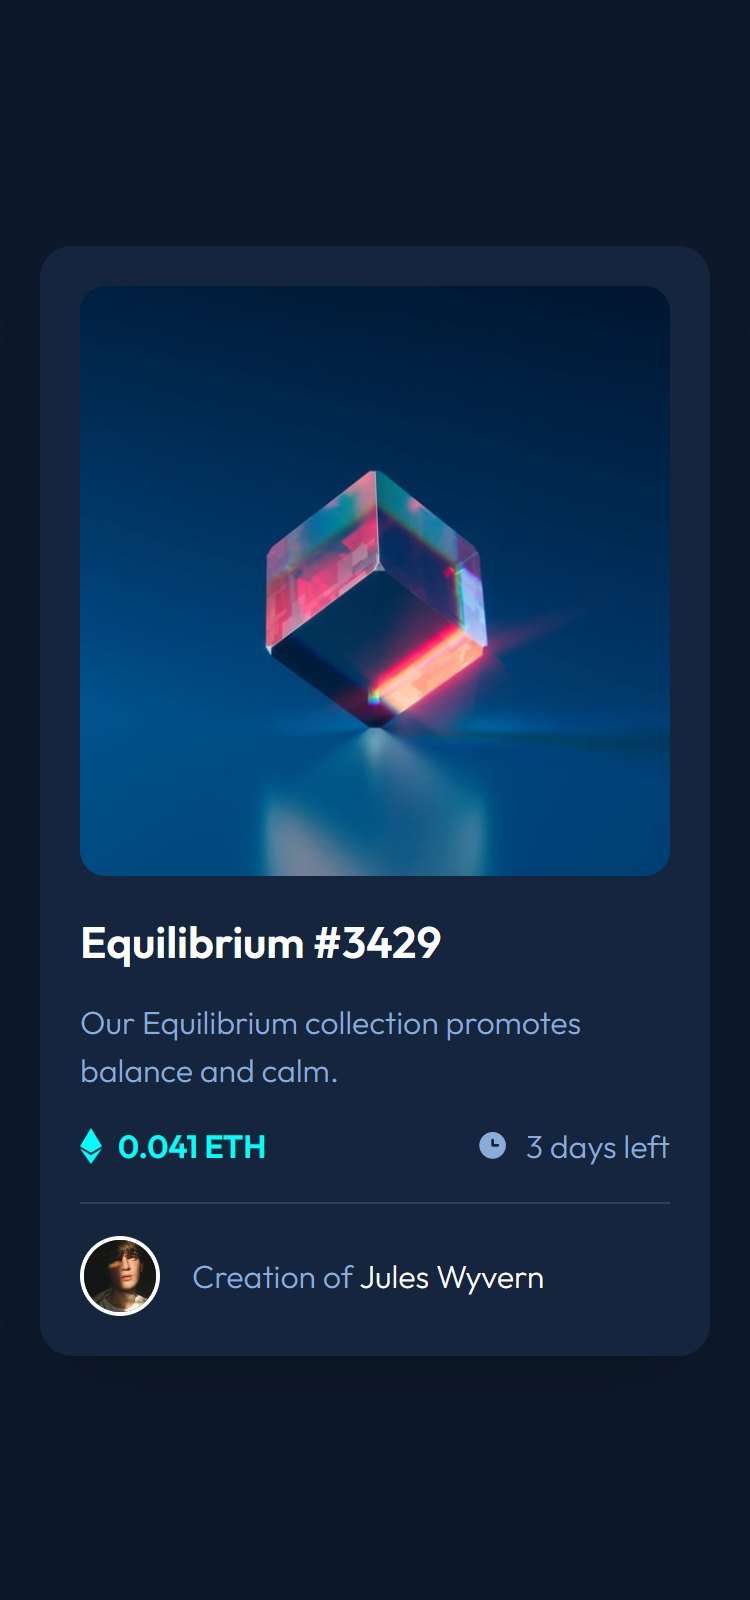 Equilibrium #3429
Our Equilibrium collection promotes
balance and calm.
0.041 ETH
3 days left
Creation of Jules Wyvern